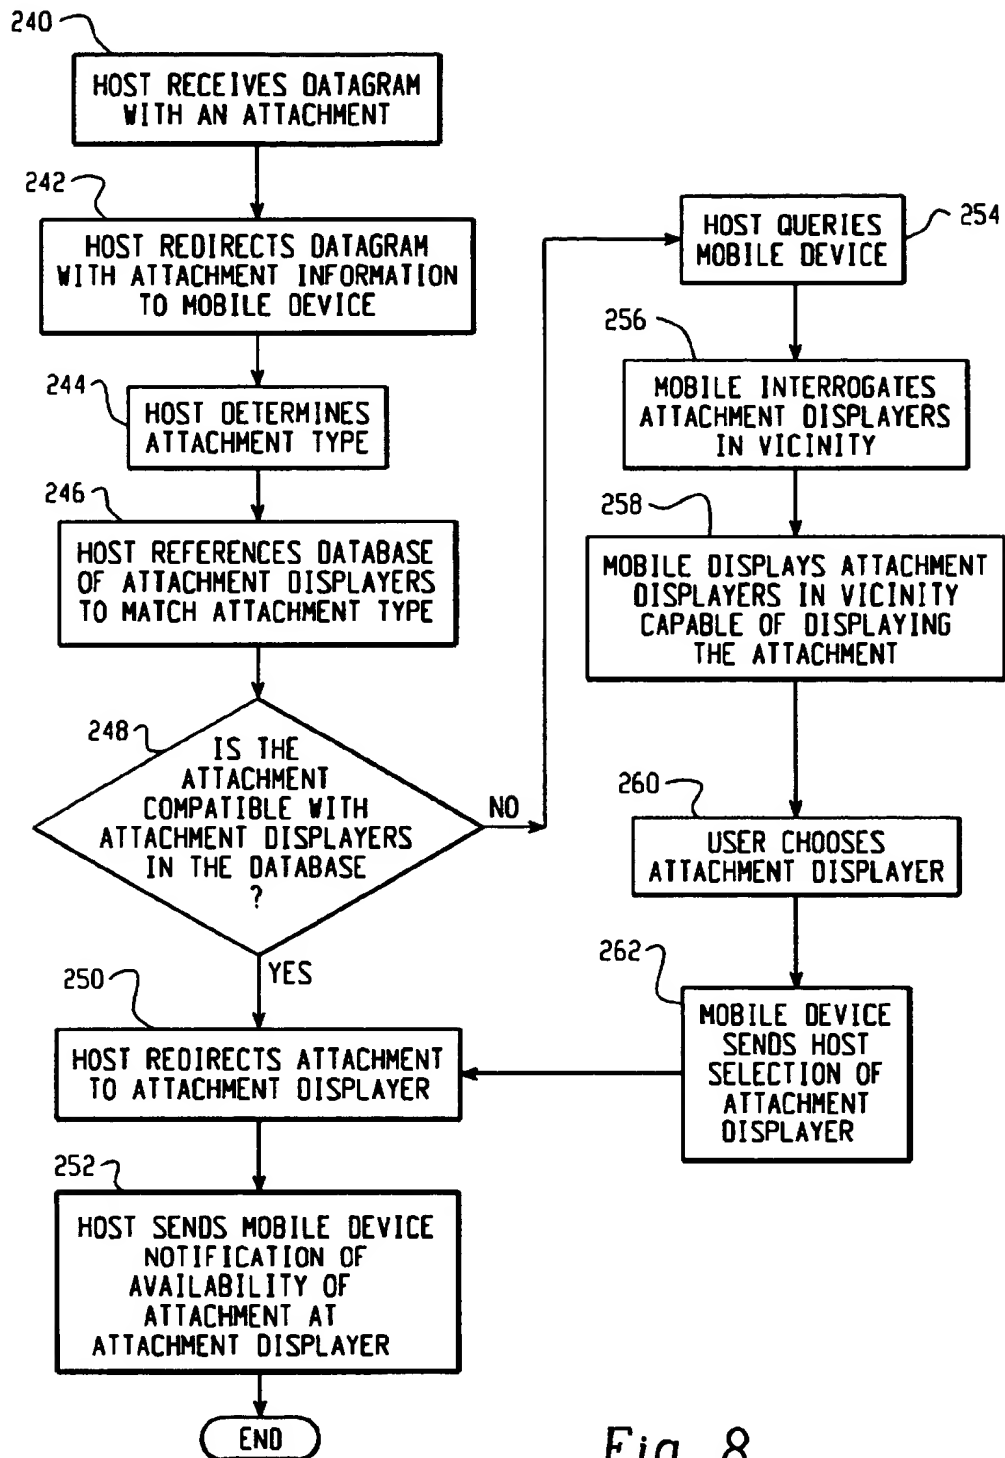 240
HOST RECEIVES DATAGRAM
WITH AN ATTACHMENT
242
HOST REDIRECTS DATAGRAM
WITH ATTACHMENT INFORMATION
TO MOBILE DEVICE
244
HOST DETERMINES
ATTACHMENT TYPE
246
HOST REFERENCES DATABASE
OF ATTACHMENT DISPLAYERS
TO MATCH ATTACHMENT TYPE
248
IS THE
ATTACHMENT
COMPATIBLE WITH
ATTACHMENT DISPLAYERS
IN THE DATABASE
?
NO
YES
250
HOST REDIRECTS ATTACHMENT
TO ATTACHMENT DISPLAYER
252
HOST SENDS MOBILE DEVICE
NOTIFICATION OF
AVAILABILITY OF
ATTACHMENT AT
ATTACHMENT DISPLAYER
END
HOST QUERIES
MOBILE DEVICE
254
256
MOBILE INTERROGATES
ATTACHMENT DISPLAYERS
IN VICINITY
258
MOBILE DISPLAYS ATTACHMENT
DISPLAYERS IN VICINITY
CAPABLE OF DISPLAYING
THE ATTACHMENT
260
USER CHOOSES
ATTACHMENT DISPLAYER
262
MOBILE DEVICE
SENDS HOST
SELECTION OF
ATTACHMENT
DISPLAYER
Fig. 8